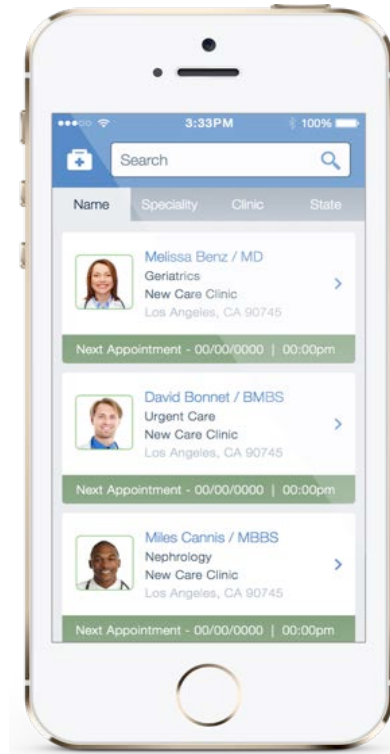 3:33PM
100%
Search
Name Speciality Clinic State
Melissa Benz / MD
Geriatrics
New Care Clinic
Los Angeles, CA 90745
Next Appointment - 00/00/0000 | 00:00pm
David Bonnet / BMBS
Urgent Care
New Care Clinic
Los Angeles, CA 90745
Next Appointment - 00/00/0000 | 00:00pm
Miles Cannis / MBBS
Nephrology
New Care Clinic
Los Angeles, CA 90745
Next Appointment - 00/00/0000 | 00:00pm